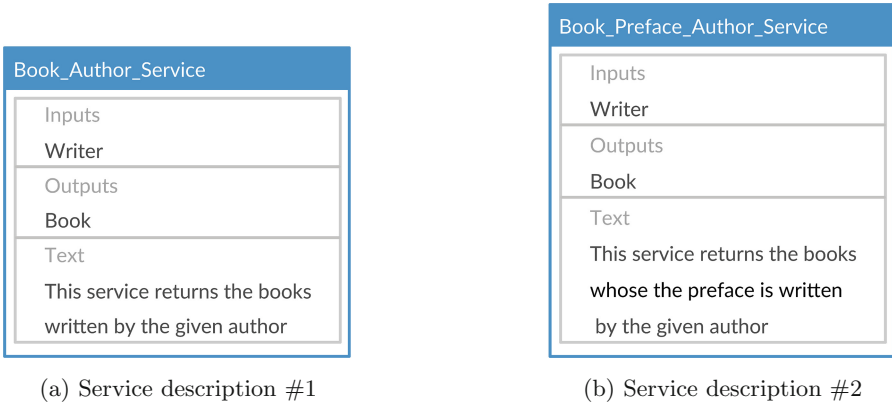 Book_Author_Service
Inputs
Writer
Outputs
Book
Text
This service returns the books
written by the given author
(a) Service description #1
Book_Preface_Author_Service
Inputs
Writer
Outputs
Book
Text
This service returns the books
whose the preface is written
by the given author
(b) Service description #2